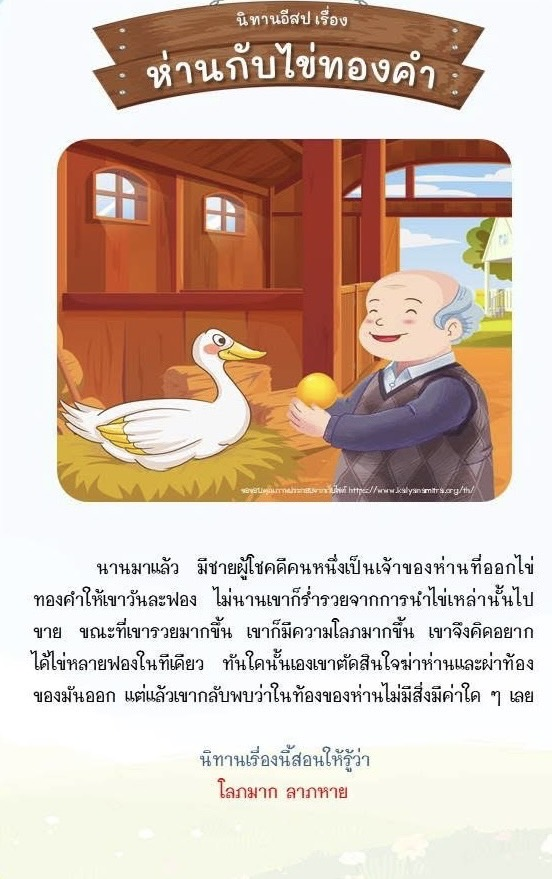 นิทานอีสป เรื่อง
ห่านกับไข่ทองคำ
ขอขอบคุณภาพประกอบจากเว็บไซต์ https://www.kalyanamitra.org/th/
นานมาแล้ว มีชายผู้โชคดีคนหนึ่งเป็นเจ้าของห่านที่ออกไข่
ทองคำให้เขาวันละฟอง ไม่นานเขาก็ร่ำรวยจากการนำไข่เหล่านั้นไป
ขาย ขณะที่เขารวยมากขึ้น เขาก็มีความโลภมากขึ้น เขาจึงคิดอยาก
ได้ไข่หลายฟองในทีเดียว ทันใดนั้นเองเขาตัดสินใจฆ่าห่านและผ่าท้อง
ของมันออก แต่แล้วเขากลับพบว่าในท้องของห่านไม่มีสิ่งมีค่าใด ๆ เลย
นิทานเรื่องนี้สอนให้รู้ว่า
โลภมาก ลาภหาย